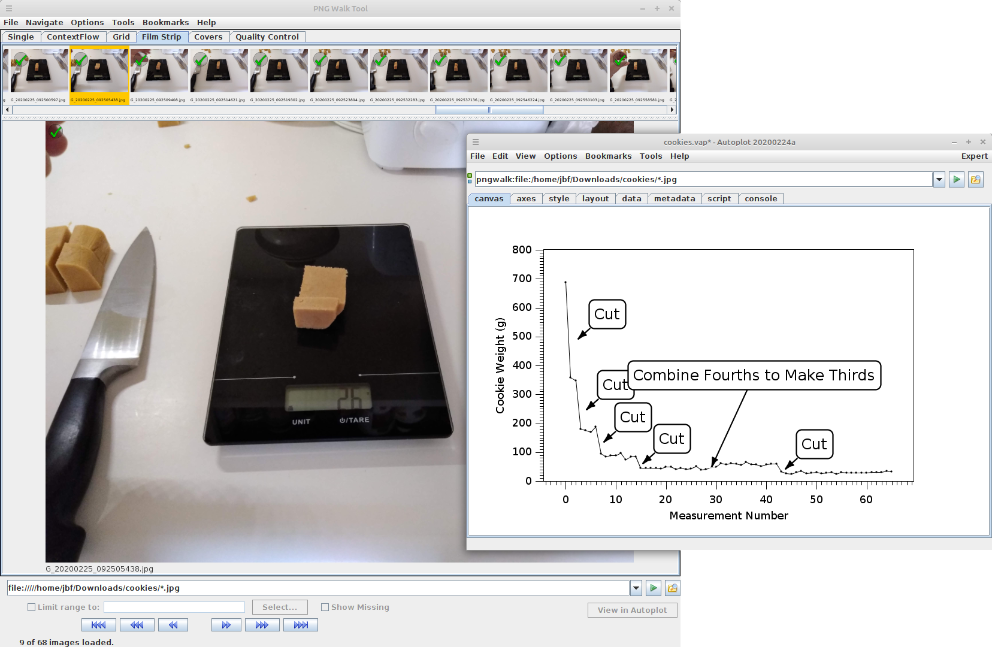 PNG Walk Tool
File Navigate Options Tools Bookmarks Help
Single ContextFlow Grid Film Strip Covers Quality Control
G_20200225_092505438.jpg
UNIT
⏻/TARE
26
G_20200225_092505438.jpg
file:////home/jbf/Downloads/cookies/*.jpg
Limit range to: Select... Show Missing
View in Autoplot
9 of 68 images loaded.
cookies.vap* - Autoplot 20200224a
File Edit View Options Bookmarks Tools Help Expert
pngwalk:file:/home/jbf/Downloads/cookies/*.jpg
canvas axes style layout data metadata script console
800
700
600
500
400
300
200
100
0
Cookie Weight (g)
Cut
Cut
Combine Fourths to Make Thirds
Cut
Cut
Cut
0 10 20 30 40 50 60
Measurement Number